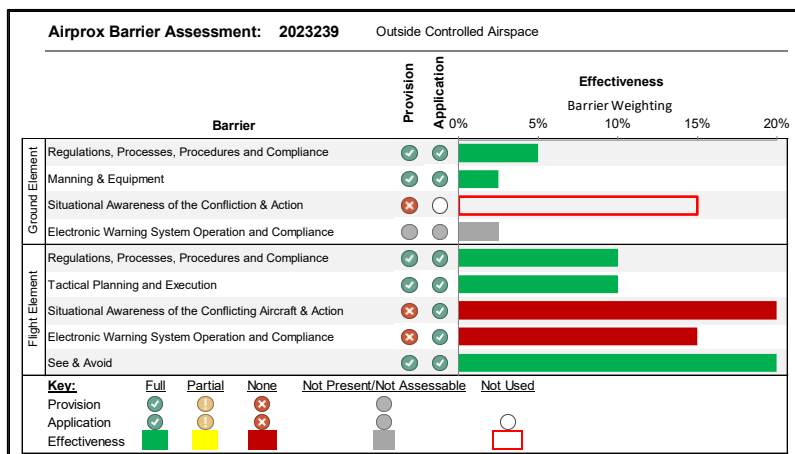 Airprox Barrier Assessment: 2023239 Outside Controlled Airspace
Barrier Provision Application Effectiveness
Barrier Weighting
0% 5% 10% 15% 20%
Ground Element
Regulations, Processes, Procedures and Compliance
Manning & Equipment
Situational Awareness of the Confliction & Action
Electronic Warning System Operation and Compliance
Flight Element
Regulations, Processes, Procedures and Compliance
Tactical Planning and Execution
Situational Awareness of the Conflicting Aircraft & Action
Electronic Warning System Operation and Compliance
See & Avoid
Key: Full Partial None Not Present/Not Assessable Not Used
Provision
Application
Effectiveness